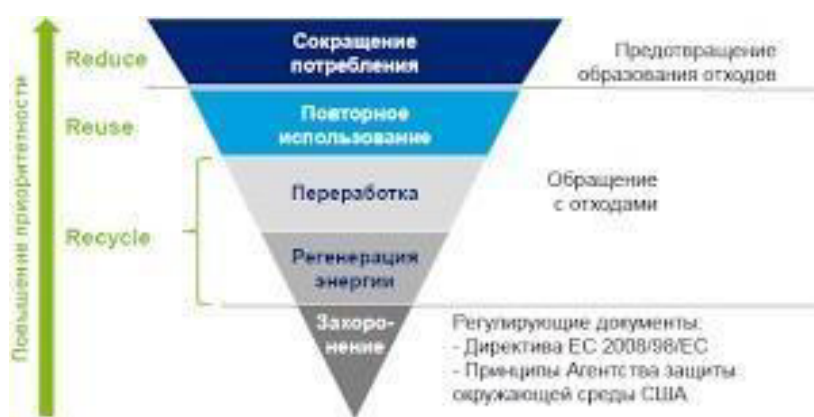 Повышение приоритетности
Reduce
Сокращение
потребления
Предотвращение
образования отходов
Reuse
Повторное
использование
Переработка
Обращение
с отходами
Recycle
Регенерация
энергии
Захоро-
нение
Регулирующие документы:
- Директива ЕС 2008/98/ЕС
- Принципы Агентства защиты
окружающей среды США